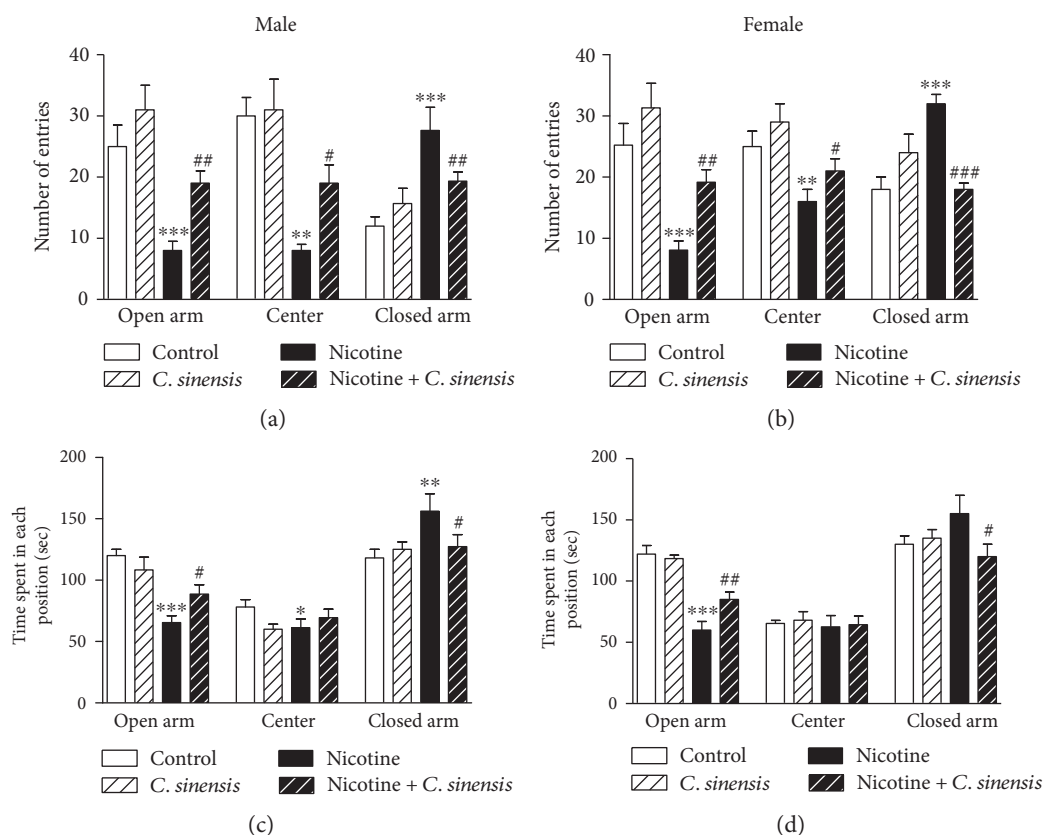 Male
Number of entries
40
30
20
10
0
***
##
**
#
***
##
Open arm
Center
Closed arm
Control
Nicotine
C. sinensis
Nicotine + C. sinensis
(a)
Female
Number of entries
40
30
20
10
0
***
##
**
#
***
###
Open arm
Center
Closed arm
Control
Nicotine
C. sinensis
Nicotine + C. sinensis
(b)
Time spent in each
position (sec)
200
150
100
50
0
***
#
*
**
#
Open arm
Center
Closed arm
Control
Nicotine
C. sinensis
Nicotine + C. sinensis
(c)
Time spent in each
position (sec)
200
150
100
50
0
***
##
#
Open arm
Center
Closed arm
Control
Nicotine
C. sinensis
Nicotine + C. sinensis
(d)